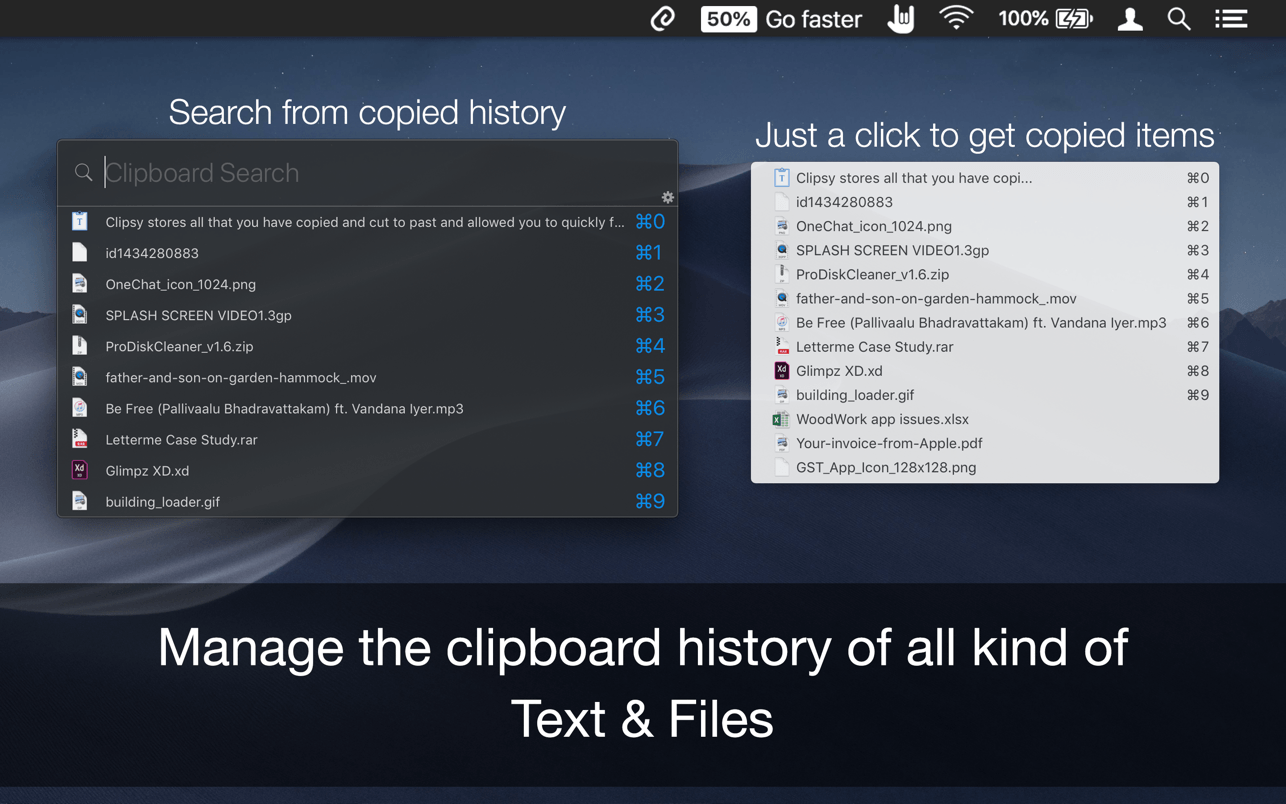 50% Go faster 100%
Search from copied history
Clipboard Search
Clipsy stores all that you have copied and cut to past and allowed you to quickly f... ⌘0
id1434280883 ⌘1
OneChat_icon_1024.png ⌘2
SPLASH SCREEN VIDEO1.3gp ⌘3
ProDiskCleaner_v1.6.zip ⌘4
father-and-son-on-garden-hammock_.mov ⌘5
Be Free (Pallivaalu Bhadravattakam) ft. Vandana Iyer.mp3 ⌘6
Letterme Case Study.rar ⌘7
Xd Glimpz XD.xd ⌘8
building_loader.gif ⌘9
Just a click to get copied items
Clipsy stores all that you have copi... ⌘0
id1434280883 ⌘1
OneChat_icon_1024.png ⌘2
SPLASH SCREEN VIDEO1.3gp ⌘3
ProDiskCleaner_v1.6.zip ⌘4
father-and-son-on-garden-hammock_.mov ⌘5
Be Free (Pallivaalu Bhadravattakam) ft. Vandana Iyer.mp3 ⌘6
Letterme Case Study.rar ⌘7
Xd Glimpz XD.xd ⌘8
building_loader.gif ⌘9
WoodWork app issues.xlsx
Your-invoice-from-Apple.pdf
GST_App_Icon_128x128.png
Manage the clipboard history of all kind of
Text & Files